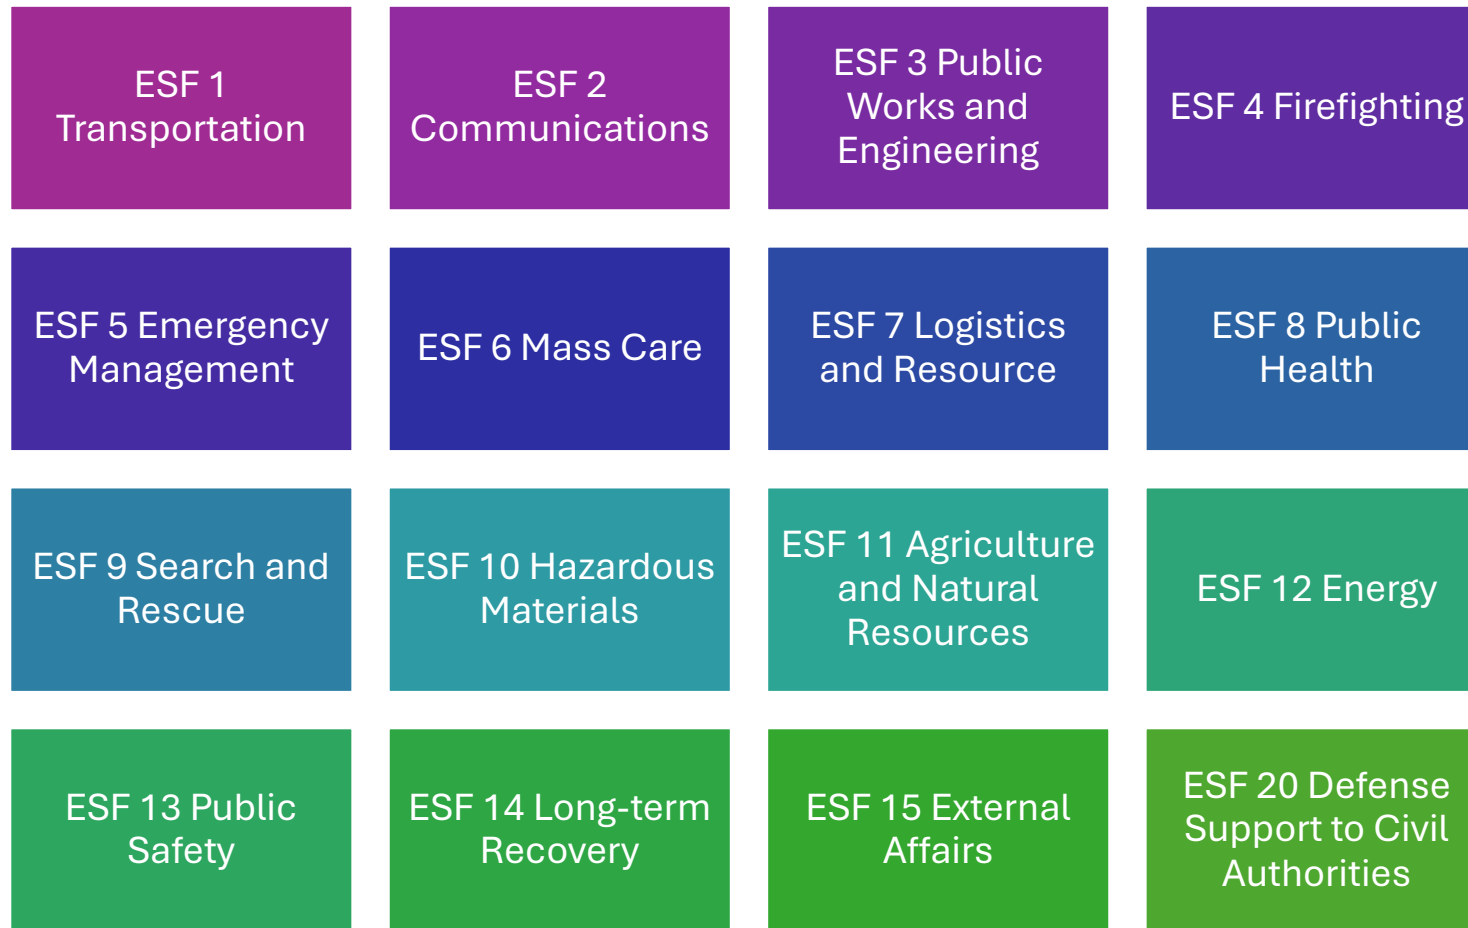 ESF 1
Transportation
ESF 2
Communications
ESF 3 Public
Works and
Engineering
ESF 4 Firefighting
ESF 5 Emergency
Management
ESF 6 Mass Care
ESF 7 Logistics
and Resource
ESF 8 Public
Health
ESF 9 Search and
Rescue
ESF 10 Hazardous
Materials
ESF 11 Agriculture
and Natural
Resources
ESF 12 Energy
ESF 13 Public
Safety
ESF 14 Long-term
Recovery
ESF 15 External
Affairs
ESF 20 Defense
Support to Civil
Authorities